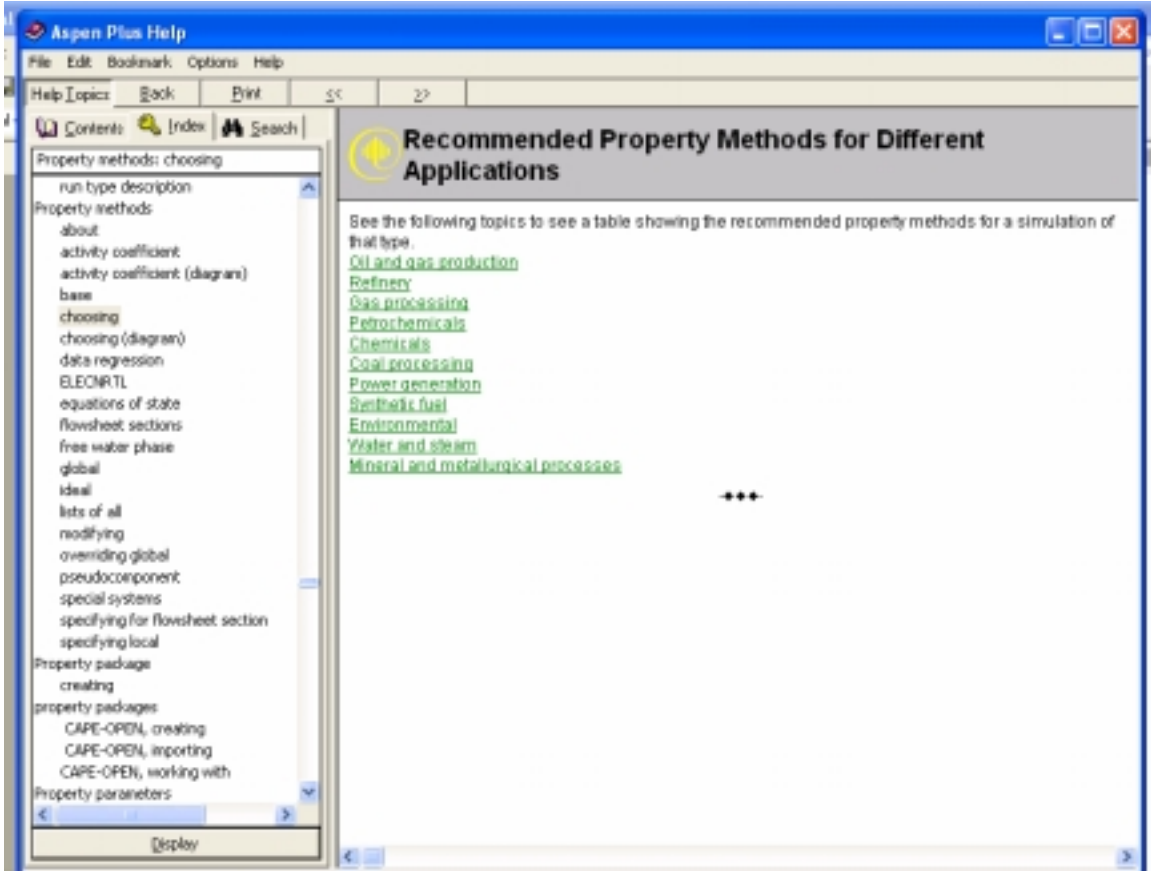 Aspen Plus Help
File Edit Bookmark Options Help
Help Topics Back Print << >>
Contents Index Search
Property methods: choosing
run type description
Property methods
about
activity coefficient
activity coefficient (diagram)
base
choosing
choosing (diagram)
data regression
ELECNRTL
equations of state
flowsheet sections
free water phase
global
ideal
lists of all
modifying
overriding global
pseudocomponent
special systems
specifying for flowsheet section
specifying local
Property package
creating
property packages
CAPE-OPEN, creating
CAPE-OPEN, importing
CAPE-OPEN, working with
Property parameters
Display
Recommended Property Methods for Different
Applications
See the following topics to see a table showing the recommended property methods for a simulation of
that type.
Oil and gas production
Refinery
Gas processing
Petrochemicals
Chemicals
Coal processing
Power generation
Synthetic fuel
Environmental
Water and steam
Mineral and metallurgical processes